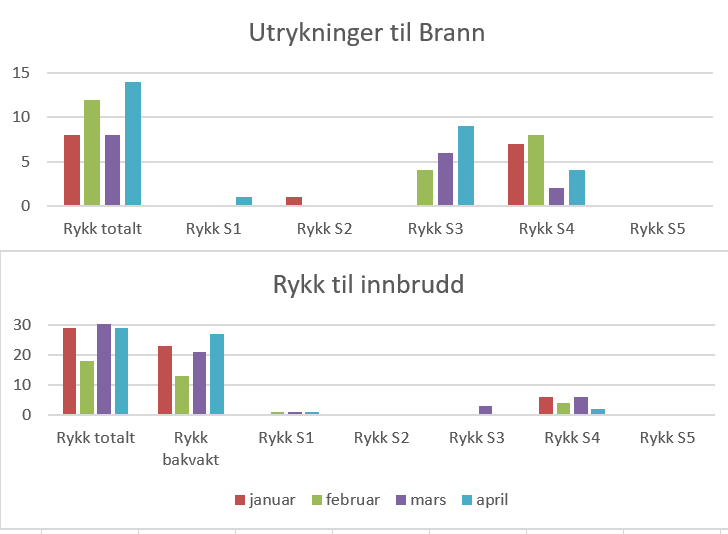 Utrykninger til Brann
15
10
5
0
Rykk totalt Rykk S1 Rykk S2 Rykk S3 Rykk S4 Rykk S5
Rykk til innbrudd
30
20
10
0
Rykk totalt Rykk bakvakt Rykk S1 Rykk S2 Rykk S3 Rykk S4 Rykk S5
januar februar mars april